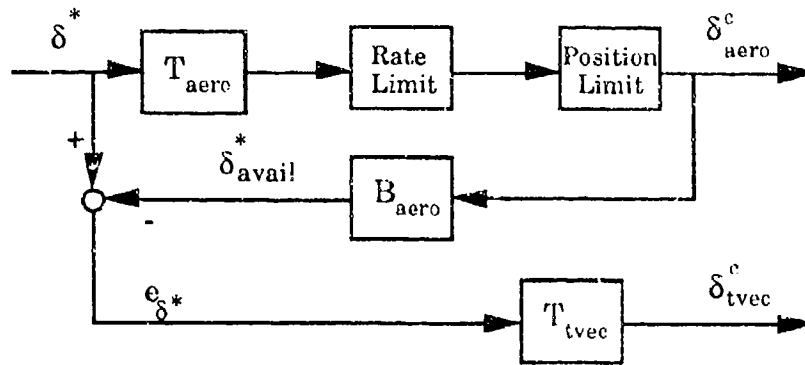 δ*
T_aero
Rate Limit
Position Limit
δ^c_aero
+
δ*_avail
B_aero
-
e_δ*
T_tvec
δ^c_tvec